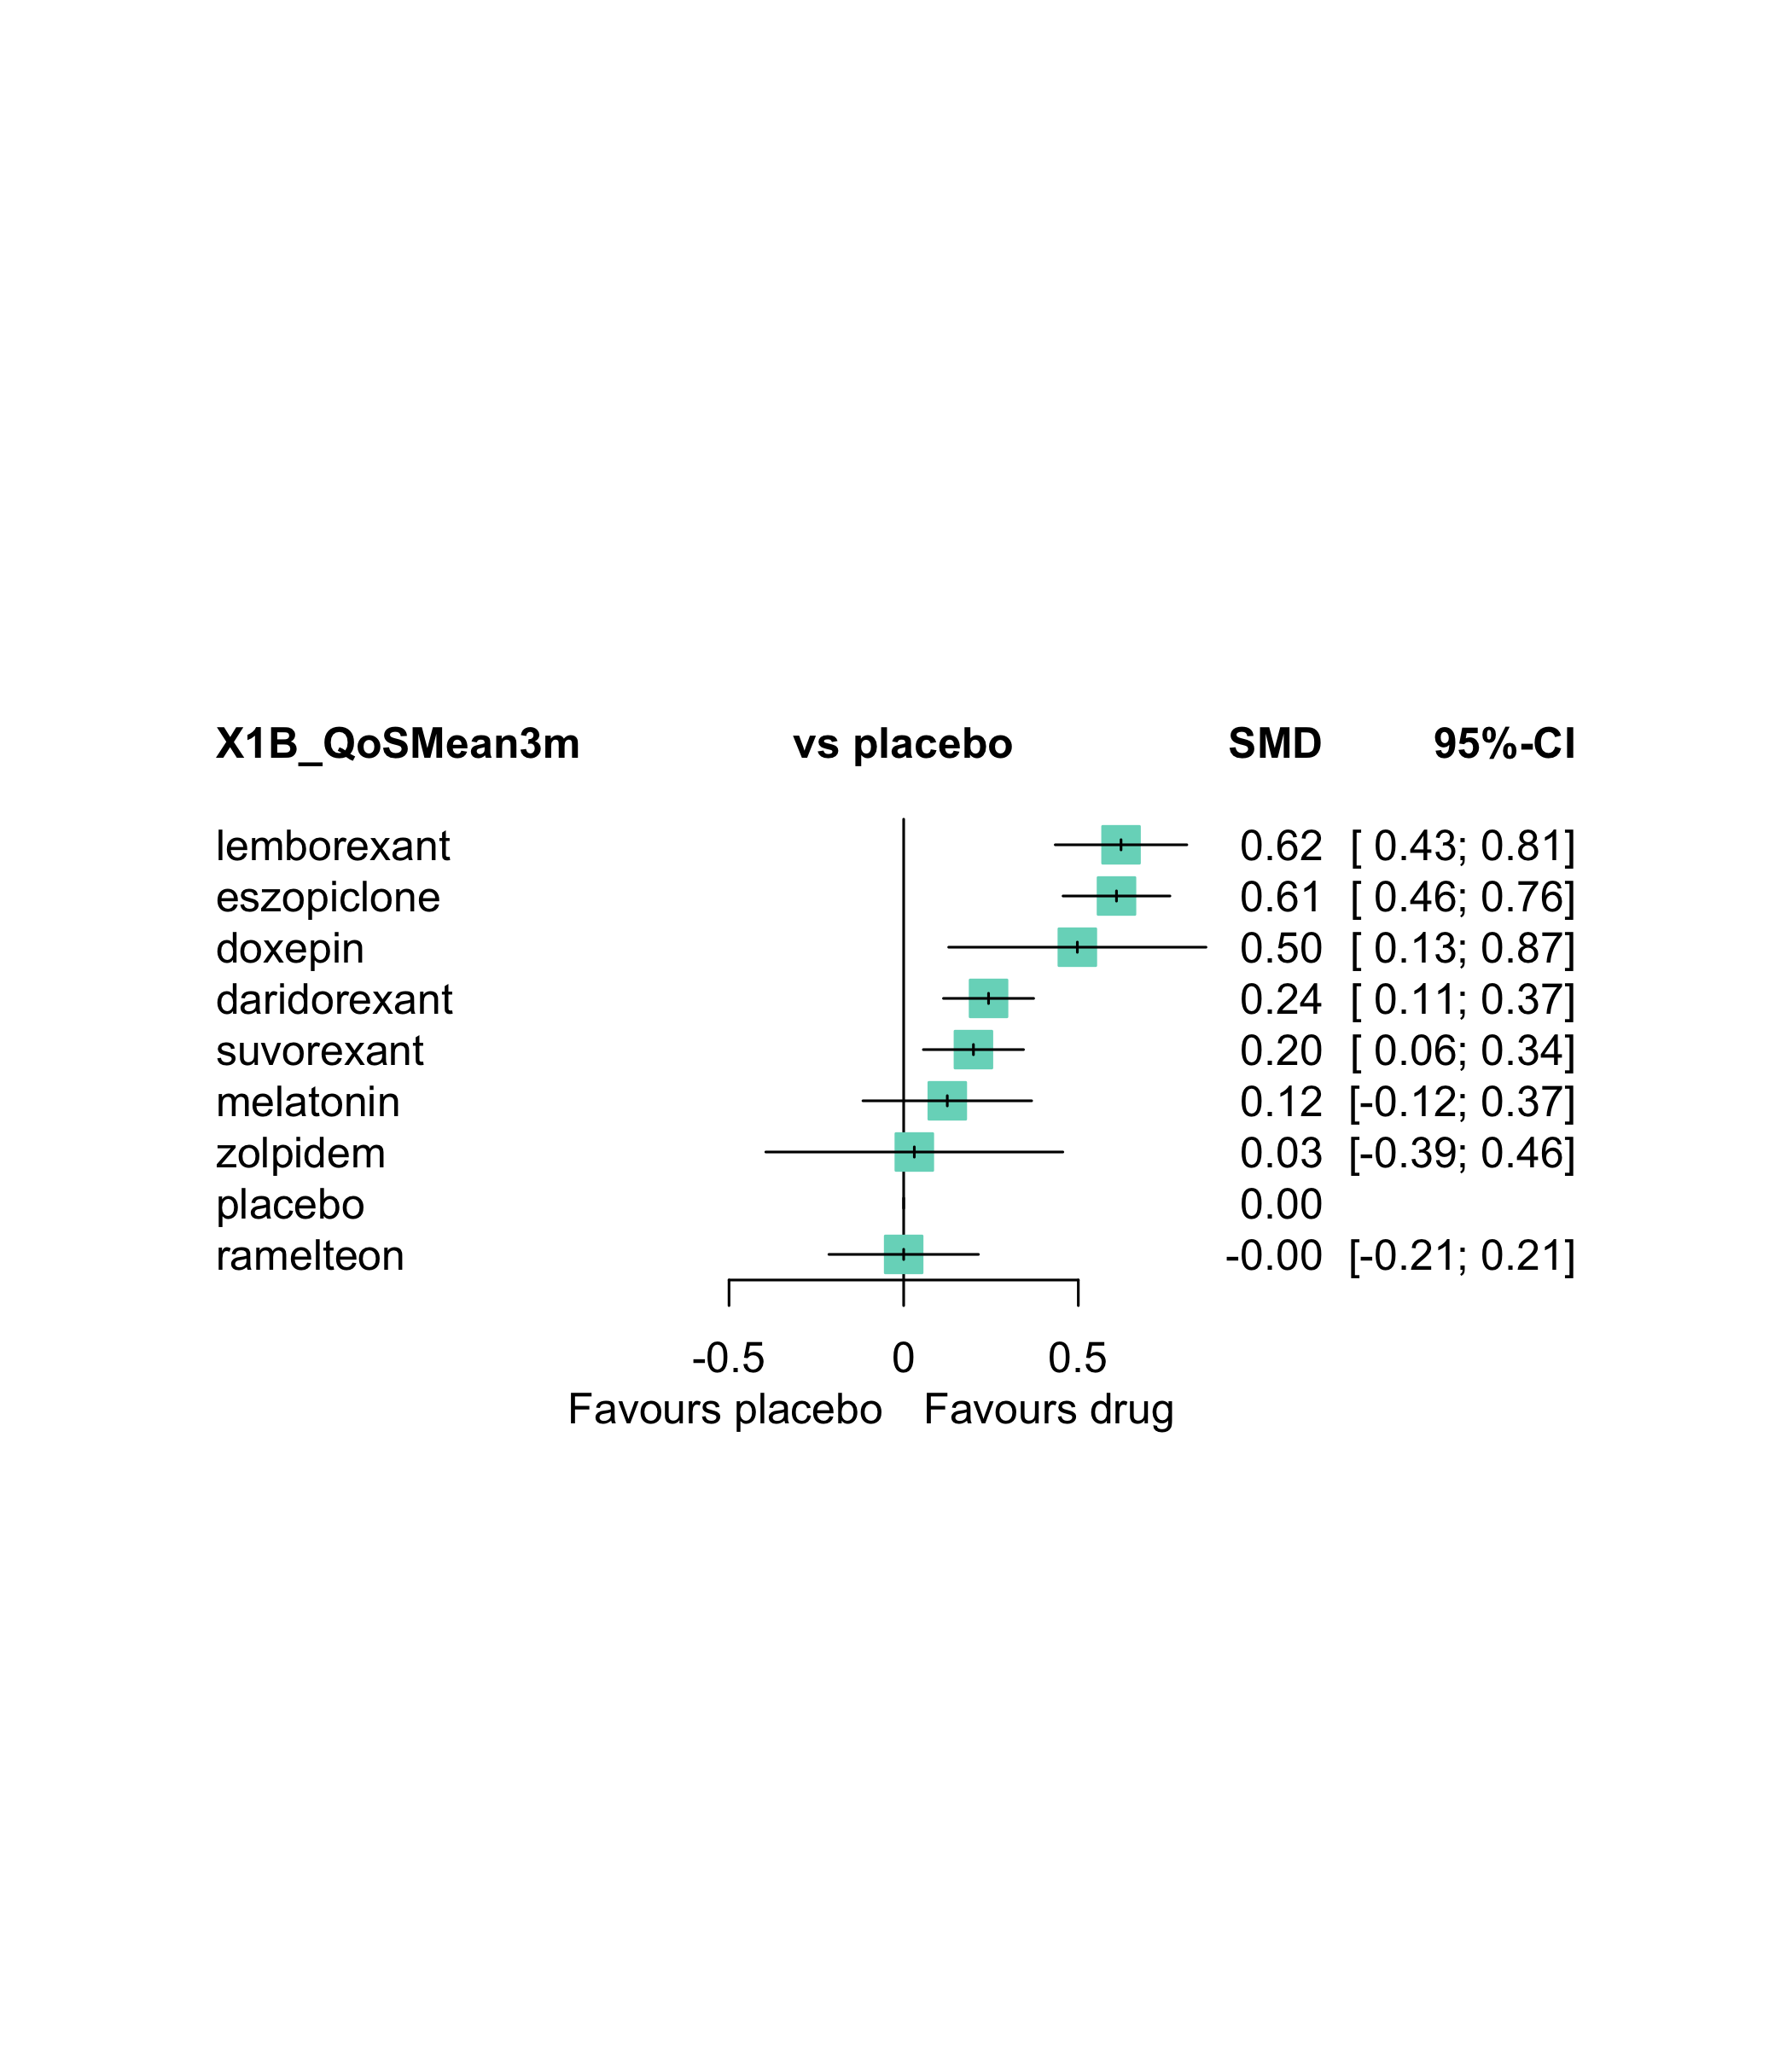 X1B_QoSMean3m vs placebo SMD 95%-CI
lemborexant 0.62 [ 0.43; 0.81]
eszopiclone 0.61 [ 0.46; 0.76]
doxepin 0.50 [ 0.13; 0.87]
daridorexant 0.24 [ 0.11; 0.37]
suvorexant 0.20 [ 0.06; 0.34]
melatonin 0.12 [-0.12; 0.37]
zolpidem 0.03 [-0.39; 0.46]
placebo 0.00
ramelteon -0.00 [-0.21; 0.21]
-0.5 0 0.5
Favours placebo Favours drug